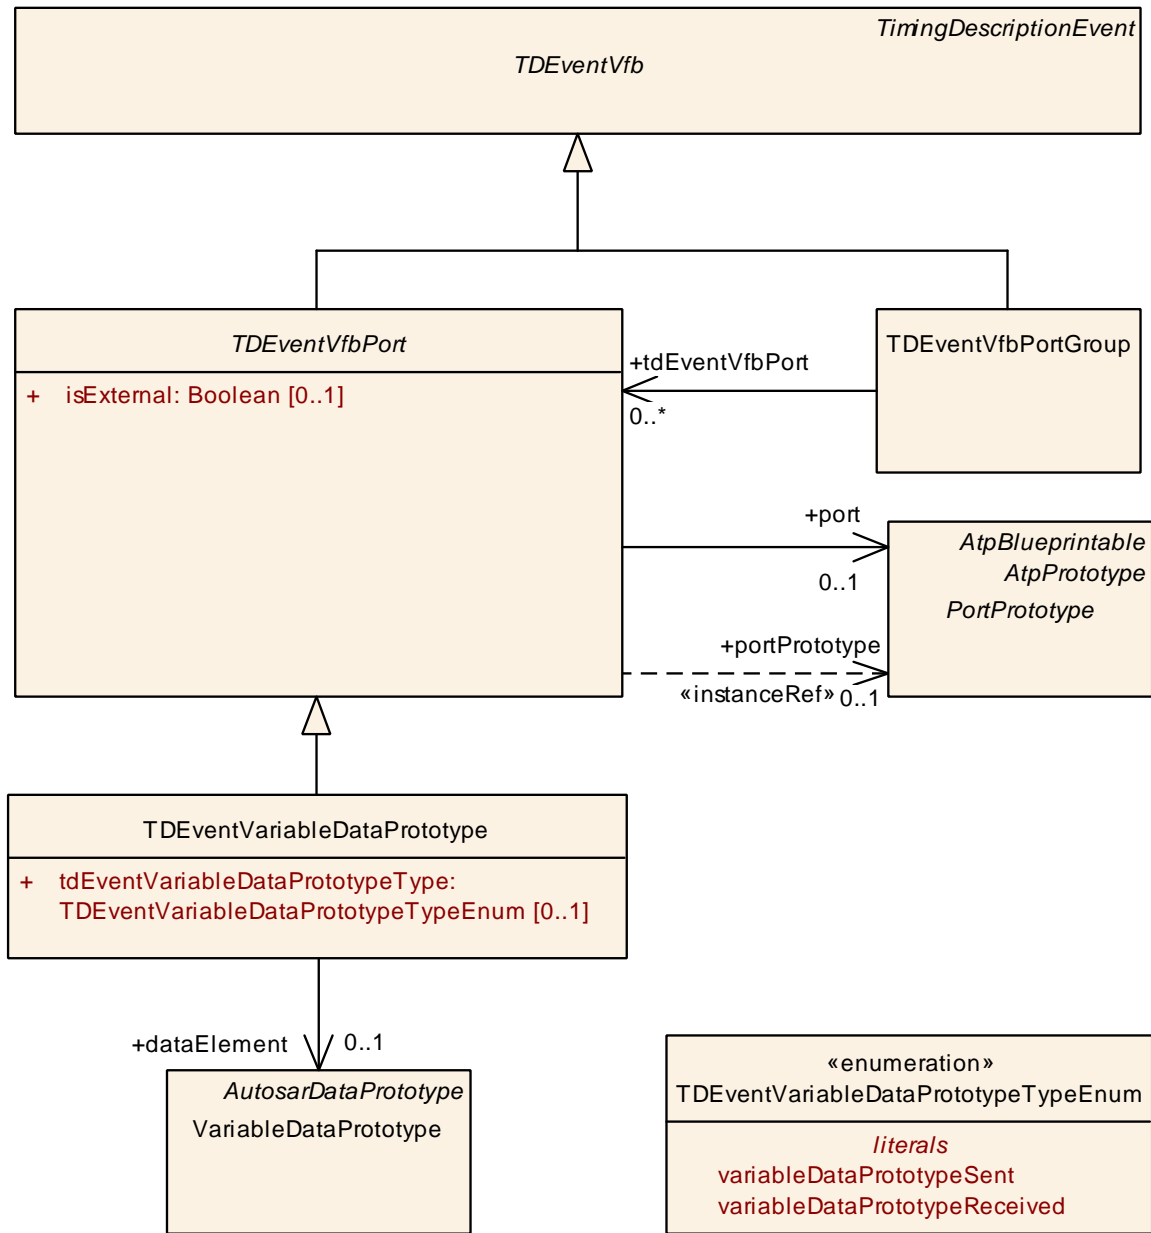 TimingDescriptionEvent
TDEventVfb
TDEventVfbPort
+ isExternal: Boolean [0..1]
TDEventVfbPortGroup
+tdEventVfbPort
0..*
+port
0..1
AtpBlueprintable
AtpPrototype
PortPrototype
+portPrototype
«instanceRef» 0..1
TDEventVariableDataPrototype
+ tdEventVariableDataPrototypeType:
TDEventVariableDataPrototypeTypeEnum [0..1]
+dataElement 0..1
AutosarDataPrototype
VariableDataPrototype
«enumeration»
TDEventVariableDataPrototypeTypeEnum
literals
variableDataPrototypeSent
variableDataPrototypeReceived